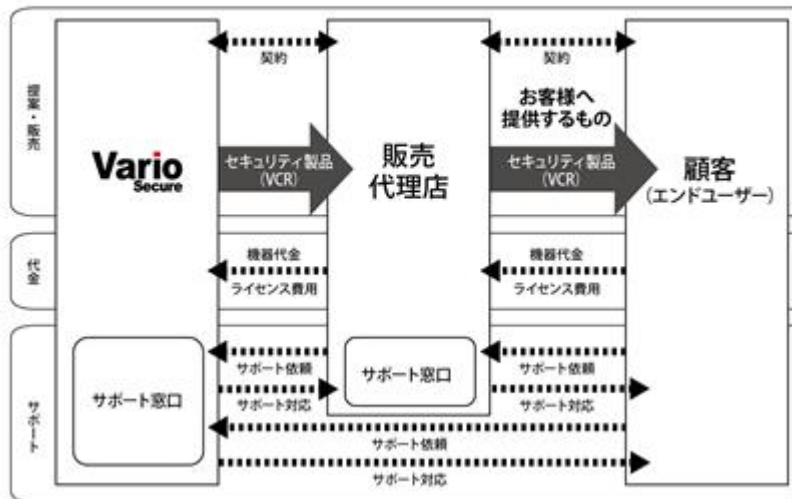 提案・販売
契約
契約
お客様へ
提供するもの
Vario
Secure
セキュリティ製品
(VCR)
販売
代理店
セキュリティ製品
(VCR)
顧客
(エンドユーザー)
代金
機器代金
ライセンス費用
機器代金
ライセンス費用
サポート
サポート窓口
サポート依頼
サポート対応
サポート窓口
サポート依頼
サポート対応
サポート依頼
サポート対応